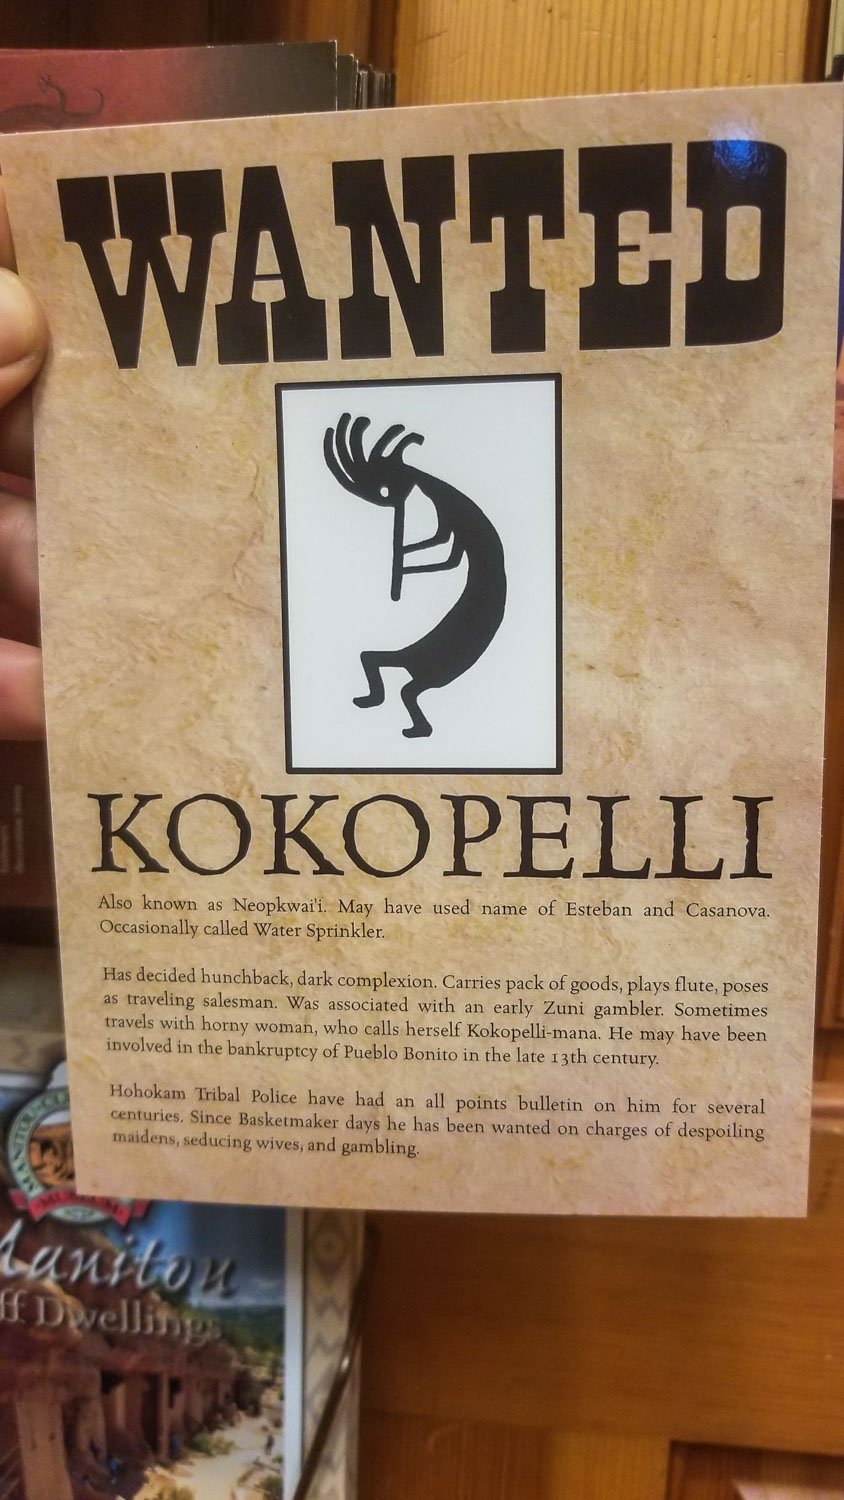 WANTED
KOKOPELLI
Also known as Neopkwai'i. May have used name of Esteban and Casanova.
Occasionally called Water Sprinkler.
Has decided hunchback, dark complexion. Carries pack of goods, plays flute, poses
as traveling salesman. Was associated with an early Zuni gambler. Sometimes
travels with horny woman, who calls herself Kokopelli-mana. He may have been
involved in the bankruptcy of Pueblo Bonito in the late 13th century.
Hohokam Tribal Police have had an all points bulletin on him for several
centuries. Since Basketmaker days he has been wanted on charges of despoiling
maidens, seducing wives, and gambling.
MUSEUM
Manitou
ff Dwellings